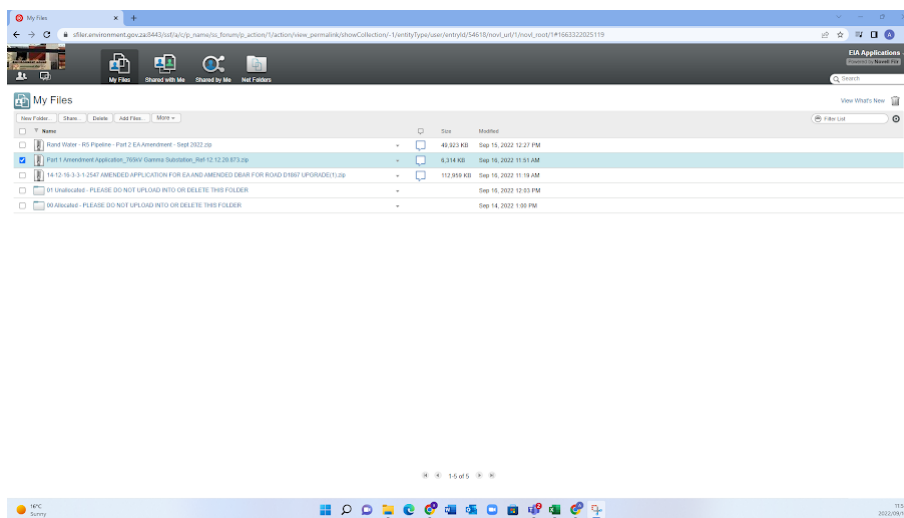 My Files
sfiler.environment.gov.za:8443/ssf/a/c/p_name/ss_forum/p_action/1/action/view_permalink/showCollection/-1/entityType/user/entryId/54618/novl_url/1/novl_root/1#1663322025119
EIA Applications
Powered by Novell Filr
My Files Shared with Me Shared by Me Net Folders
Search
My Files View What's New
New Folder... Share... Delete Add Files... More Filter List
Name Size Modified
Rand Water - R5 Pipeline - Part 2 EA Amendment - Sept 2022.zip 49,923 KB Sep 15, 2022 12:27 PM
Part 1 Amendment Application_765kV Gamma Substation_Ref-12.12.20.873.zip 6,314 KB Sep 16, 2022 11:51 AM
14-12-16-3-3-1-2547 AMENDED APPLICATION FOR EA AND AMENDED DBAR FOR ROAD D1867 UPGRADE(1).zip 112,959 KB Sep 16, 2022 11:19 AM
01 Unallocated - PLEASE DO NOT UPLOAD INTO OR DELETE THIS FOLDER Sep 16, 2022 12:03 PM
00 Allocated - PLEASE DO NOT UPLOAD INTO OR DELETE THIS FOLDER Sep 14, 2022 1:00 PM
1-5 of 5
16°C
Sunny